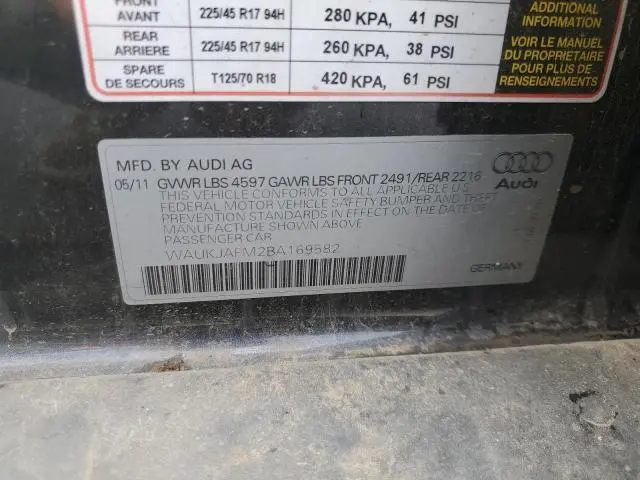 FRONT
AVANT 225/45 R17 94H 280 KPA, 41 PSI
REAR
ARRIERE 225/45 R17 94H 260 KPA, 38 PSI
SPARE
DE SECOURS T125/70 R18 420 KPA, 61 PSI
ADDITIONAL
INFORMATION
VOIR LE MANUEL
DU PROPRIETAIRE
POUR PLUS DE
RENSEIGNEMENTS
MFD. BY AUDI AG
05/11 GVWR LBS 4597 GAWR LBS FRONT 2491/REAR 2218
THIS VEHICLE CONFORMS TO ALL APPLICABLE U.S.
FEDERAL MOTOR VEHICLE SAFETY BUMPER AND THEFT
PREVENTION STANDARDS IN EFFECT ON THE DATE OF
MANUFACTURE SHOWN ABOVE
PASSENGER CAR
WAUKJAFM2BA169582
Audi
GERMANY